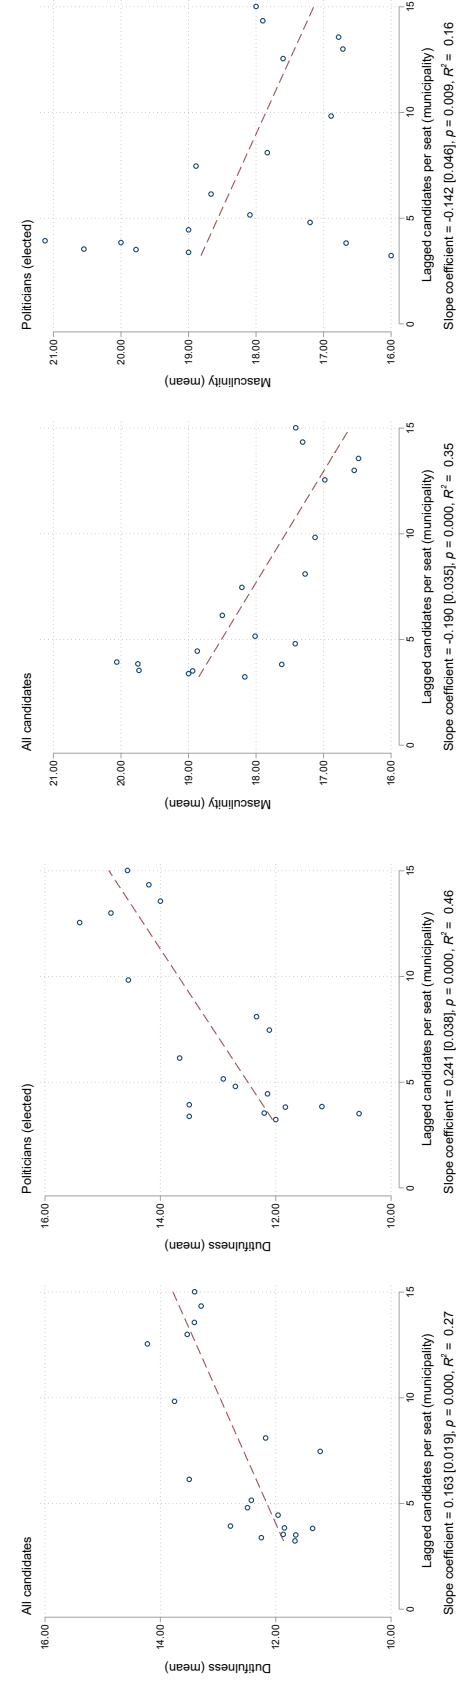 All candidates
Dutifulness (mean)
16.00
14.00
12.00
10.00
0
5
10
15
Lagged candidates per seat (municipality)
Slope coefficient = 0.163 [0.019], p = 0.000, R² = 0.27
Politicians (elected)
Dutifulness (mean)
16.00
14.00
12.00
10.00
0
5
10
15
Lagged candidates per seat (municipality)
Slope coefficient = 0.241 [0.038], p = 0.000, R² = 0.46
All candidates
Masculinity (mean)
21.00
20.00
19.00
18.00
17.00
16.00
0
5
10
15
Lagged candidates per seat (municipality)
Slope coefficient = -0.190 [0.035], p = 0.000, R² = 0.35
Politicians (elected)
Masculinity (mean)
21.00
20.00
19.00
18.00
17.00
16.00
0
5
10
15
Lagged candidates per seat (municipality)
Slope coefficient = -0.142 [0.046], p = 0.009, R² = 0.16